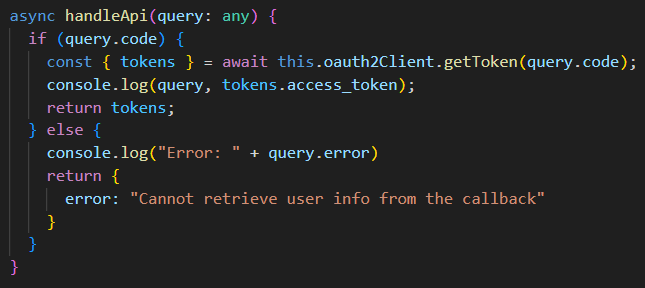 async handleApi(query: any) {
if (query.code) {
const { tokens } = await this.oauth2Client.getToken(query.code);
console.log(query, tokens.access_token);
return tokens;
} else {
console.log("Error: " + query.error)
return {
error: "Cannot retrieve user info from the callback"
}
}
}